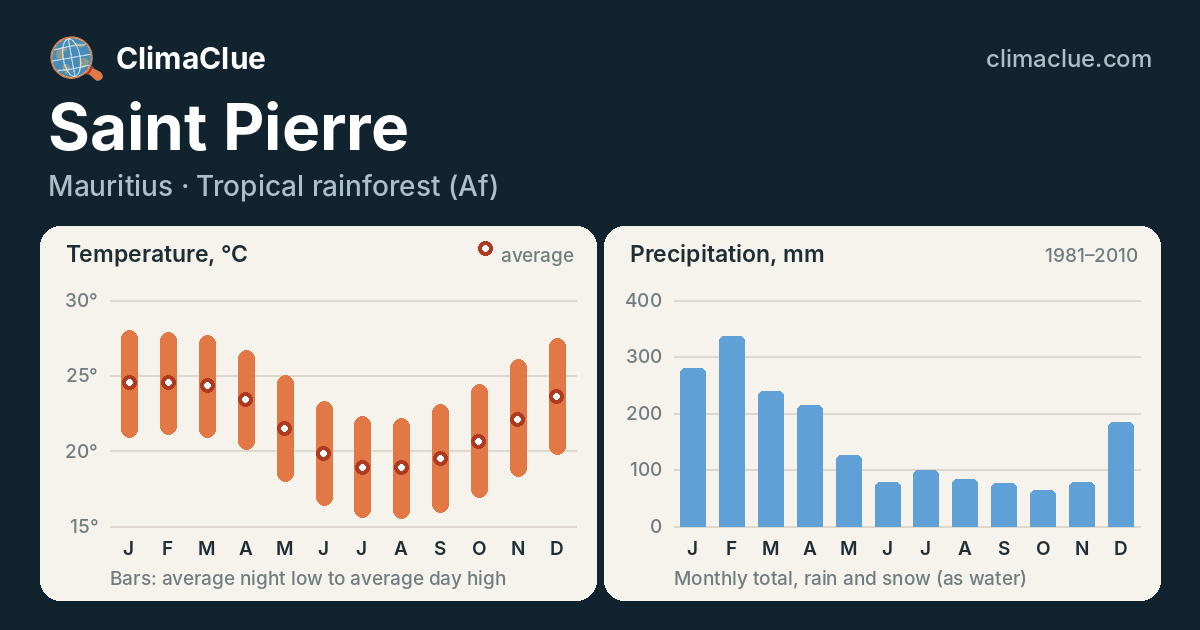 ClimaClue
climaclue.com
Saint Pierre
Mauritius · Tropical rainforest (Af)
Temperature, °C
average
30°
25°
20°
15°
J F M A M J J A S O N D
Bars: average night low to average day high
Precipitation, mm
1981–2010
400
300
200
100
0
J F M A M J J A S O N D
Monthly total, rain and snow (as water)